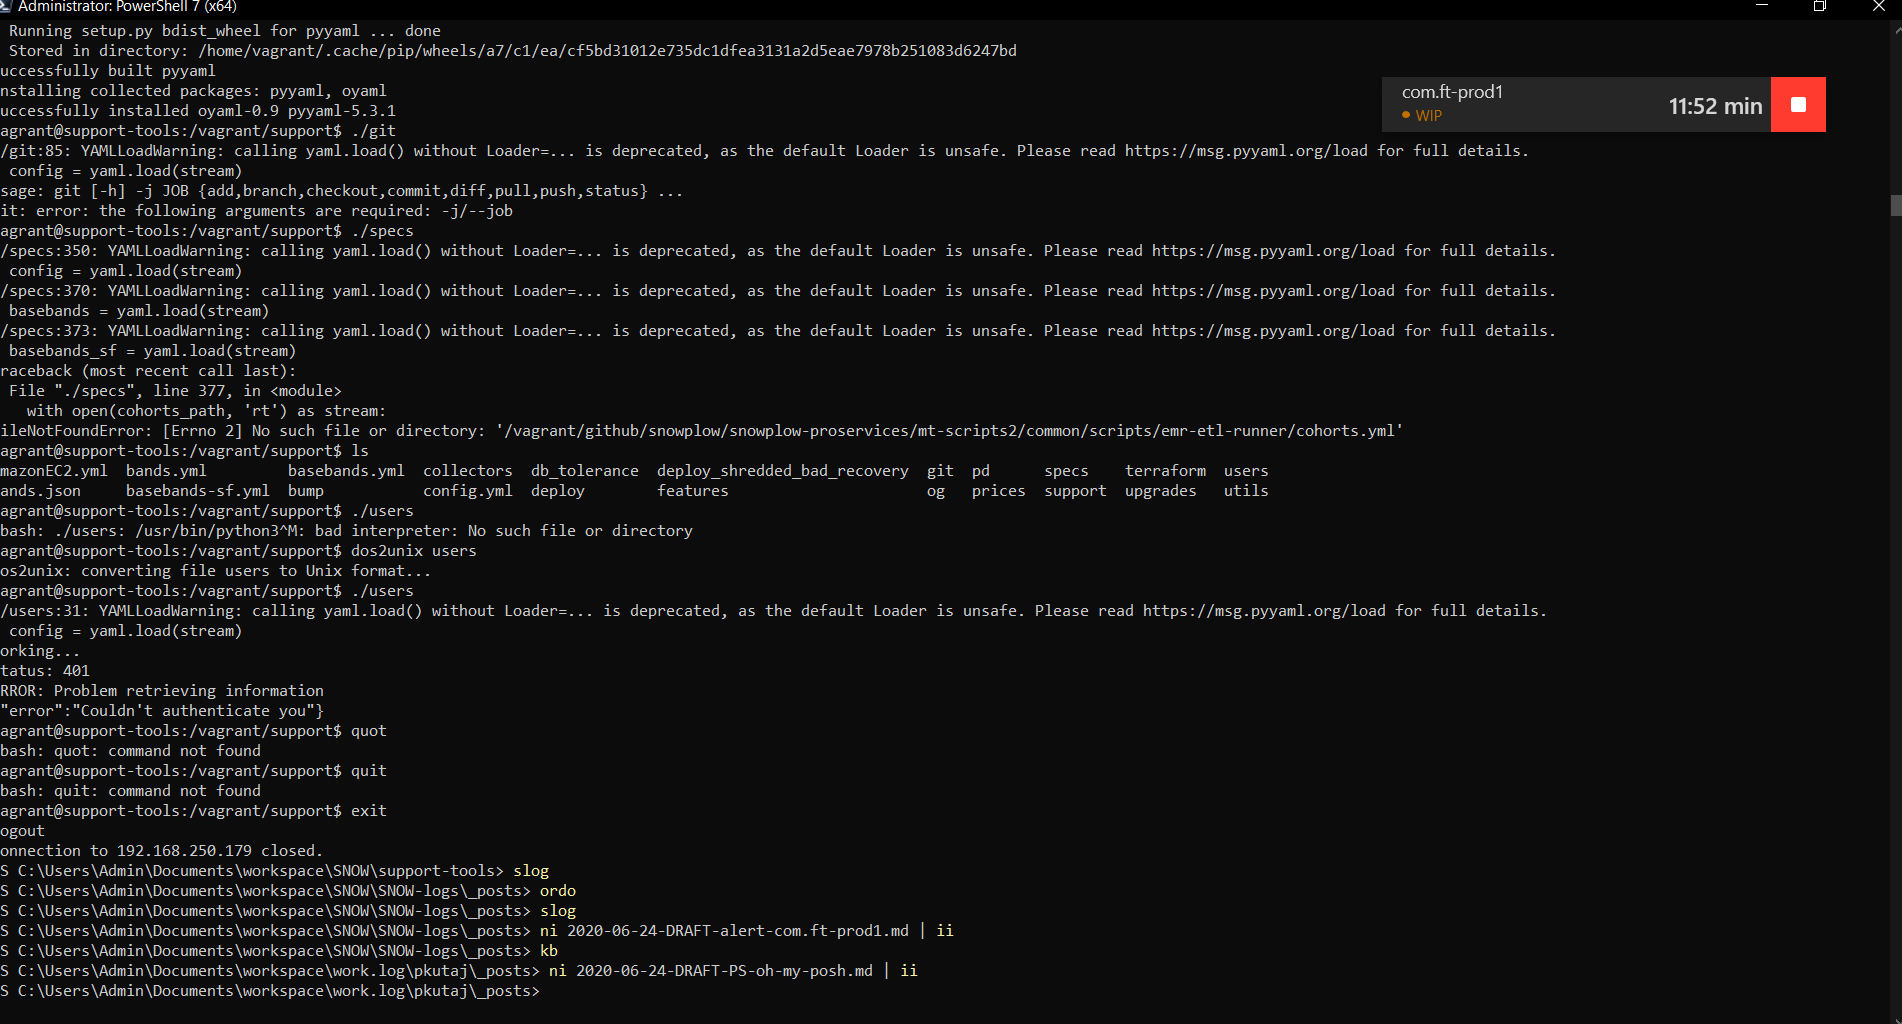 Administrator: PowerShell 7 (x64)
Running setup.py bdist_wheel for pyyaml ... done
Stored in directory: /home/vagrant/.cache/pip/wheels/a7/c1/ea/cf5bd31012e735dc1dfea3131a2d5eae7978b251083d6247bd
uccessfully built pyyaml
nstalling collected packages: pyyaml, oyaml
uccessfully installed oyaml-0.9 pyyaml-5.3.1
com.ft-prod1
WIP
11:52 min
agrant@support-tools:/vagrant/support$ ./git
/git:85: YAMLLoadWarning: calling yaml.load() without Loader=... is deprecated, as the default Loader is unsafe. Please read https://msg.pyyaml.org/load for full details.
config = yaml.load(stream)
sage: git [-h] -j JOB {add,branch,checkout,commit,diff,pull,push,status} ...
it: error: the following arguments are required: -j/--job
agrant@support-tools:/vagrant/support$ ./specs
/specs:350: YAMLLoadWarning: calling yaml.load() without Loader=... is deprecated, as the default Loader is unsafe. Please read https://msg.pyyaml.org/load for full details.
config = yaml.load(stream)
/specs:370: YAMLLoadWarning: calling yaml.load() without Loader=... is deprecated, as the default Loader is unsafe. Please read https://msg.pyyaml.org/load for full details.
basebands = yaml.load(stream)
/specs:373: YAMLLoadWarning: calling yaml.load() without Loader=... is deprecated, as the default Loader is unsafe. Please read https://msg.pyyaml.org/load for full details.
basebands_sf = yaml.load(stream)
raceback (most recent call last):
File "./specs", line 377, in <module>
with open(cohorts_path, 'rt') as stream:
ileNotFoundError: [Errno 2] No such file or directory: '/vagrant/github/snowplow/snowplow-proservices/mt-scripts2/common/scripts/emr-etl-runner/cohorts.yml'
agrant@support-tools:/vagrant/support$ ls
mazonEC2.yml bands.yml basebands.yml collectors db_tolerance deploy_shredded_bad_recovery git pd specs terraform users
ands.json basebands-sf.yml bump config.yml deploy features og prices support upgrades utils
agrant@support-tools:/vagrant/support$ ./users
bash: ./users: /usr/bin/python3^M: bad interpreter: No such file or directory
agrant@support-tools:/vagrant/support$ dos2unix users
os2unix: converting file users to Unix format...
agrant@support-tools:/vagrant/support$ ./users
/users:31: YAMLLoadWarning: calling yaml.load() without Loader=... is deprecated, as the default Loader is unsafe. Please read https://msg.pyyaml.org/load for full details.
config = yaml.load(stream)
orking...
tatus: 401
RROR: Problem retrieving information
"error":"Couldn't authenticate you"}
agrant@support-tools:/vagrant/support$ quot
bash: quot: command not found
agrant@support-tools:/vagrant/support$ quit
bash: quit: command not found
agrant@support-tools:/vagrant/support$ exit
ogout
onnection to 192.168.250.179 closed.
S C:\Users\Admin\Documents\workspace\SNOW\support-tools> slog
S C:\Users\Admin\Documents\workspace\SNOW\SNOW-logs\_posts> ordo
S C:\Users\Admin\Documents\workspace\SNOW\SNOW-logs\_posts> slog
S C:\Users\Admin\Documents\workspace\SNOW\SNOW-logs\_posts> ni 2020-06-24-DRAFT-alert-com.ft-prod1.md | ii
S C:\Users\Admin\Documents\workspace\SNOW\SNOW-logs\_posts> kb
S C:\Users\Admin\Documents\workspace\work.log\pkutaj\_posts> ni 2020-06-24-DRAFT-PS-oh-my-posh.md | ii
S C:\Users\Admin\Documents\workspace\work.log\pkutaj\_posts>